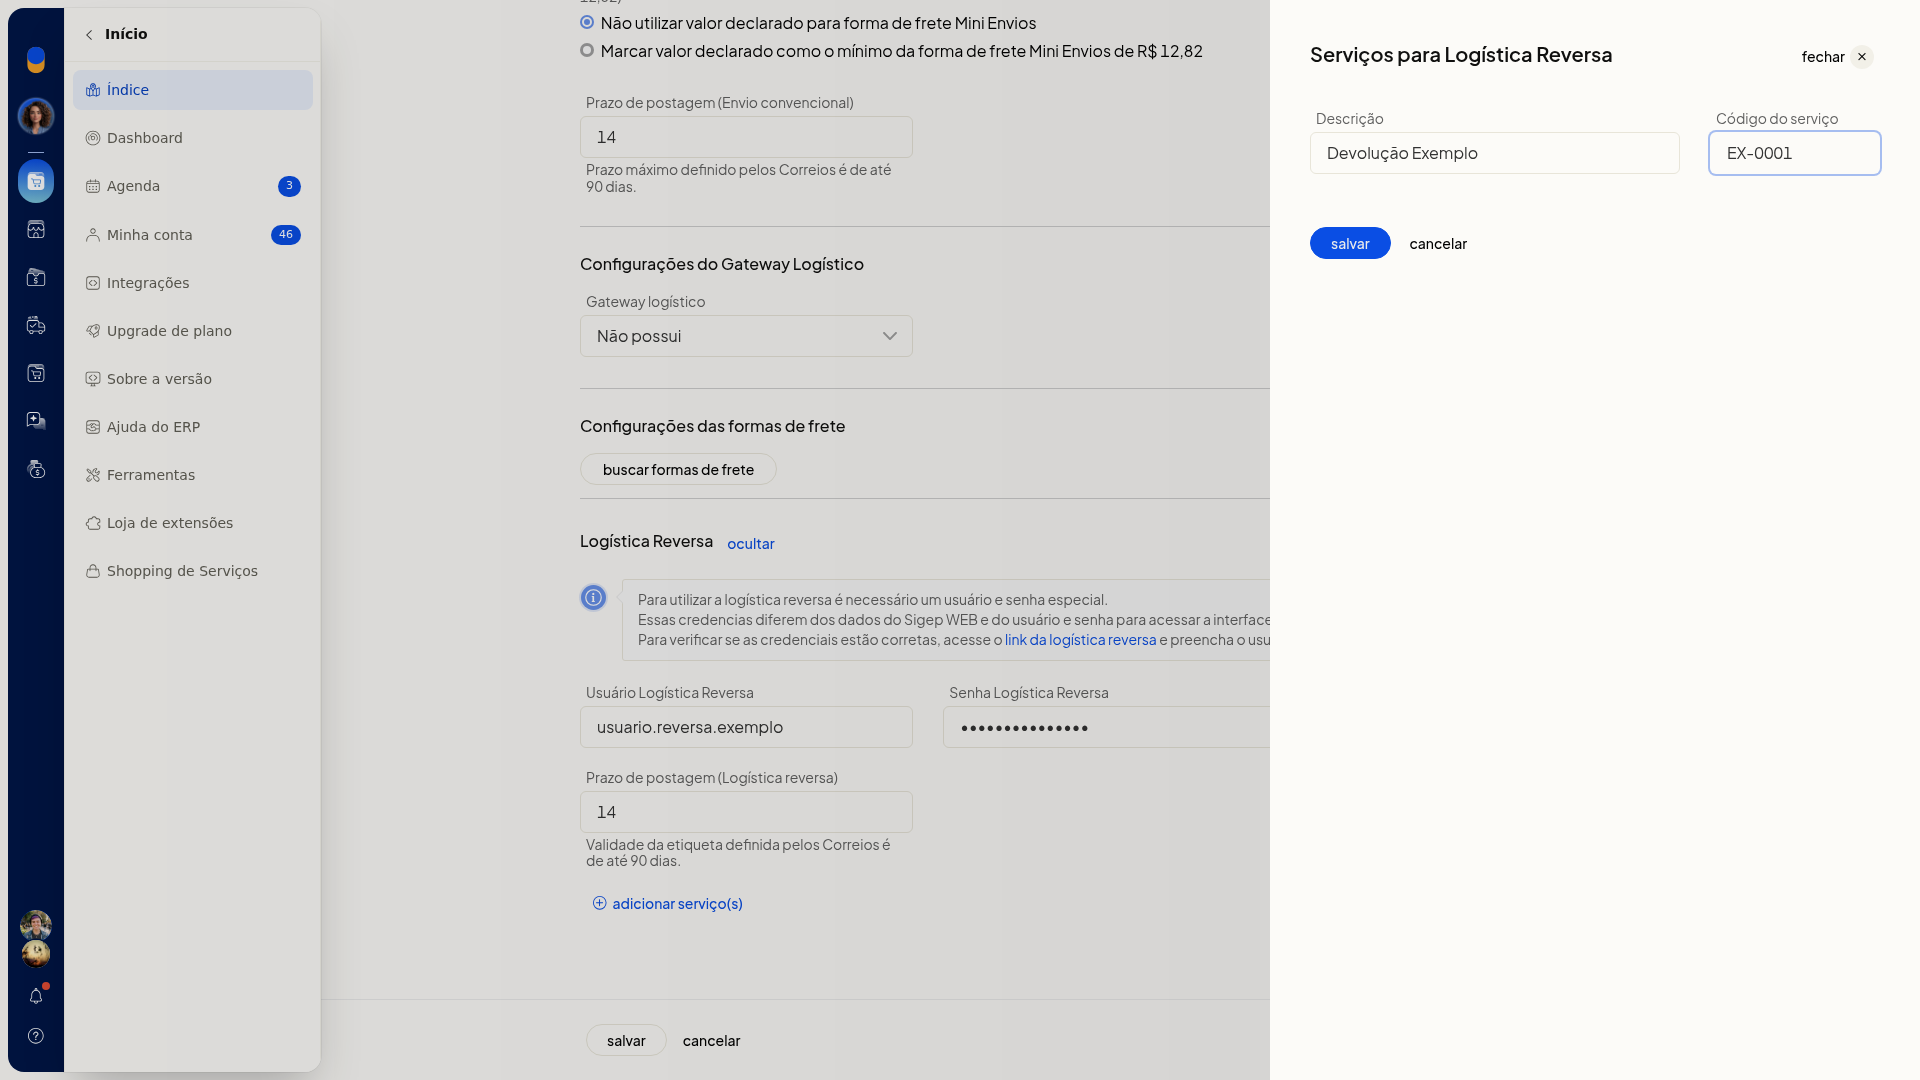 Início
Índice
Dashboard
Agenda
3
Minha conta
46
Integrações
Upgrade de plano
Sobre a versão
Ajuda do ERP
Ferramentas
Loja de extensões
Shopping de Serviços
Não utilizar valor declarado para forma de frete Mini Envios
Marcar valor declarado como o mínimo da forma de frete Mini Envios de R$ 12,82
Prazo de postagem (Envio convencional)
14
Prazo máximo definido pelos Correios é de até
90 dias.
Configurações do Gateway Logístico
Gateway logístico
Não possui
Configurações das formas de frete
buscar formas de frete
Logística Reversa ocultar
Para utilizar a logística reversa é necessário um usuário e senha especial.
Essas credenciais diferem dos dados do Sigep WEB e do usuário e senha para acessar a interface
Para verificar se as credenciais estão corretas, acesse o link da logística reversa e preencha o usu
Usuário Logística Reversa
usuario.reversa.exemplo
Senha Logística Reversa
•••••••••••••••
Prazo de postagem (Logística reversa)
14
Validade da etiqueta definida pelos Correios é
de até 90 dias.
adicionar serviço(s)
salvar
cancelar
Serviços para Logística Reversa
fechar
Descrição
Devolução Exemplo
Código do serviço
EX-0001
salvar
cancelar